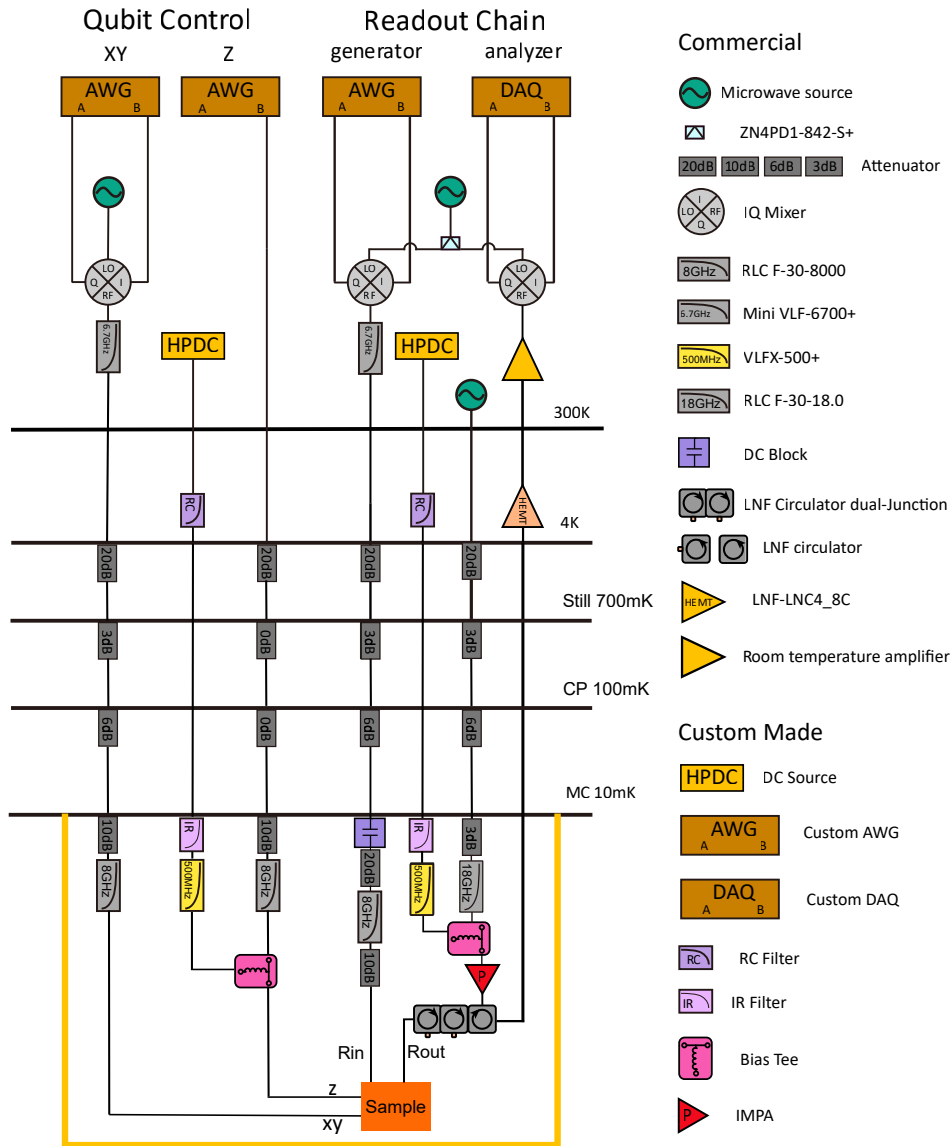 Qubit Control
Readout Chain
XY
Z
generator
analyzer
AWG
A B
AWG
A B
AWG
A B
DAQ
A B
LO
Q I
RF
LO
Q I
RF
LO
Q I
RF
6.7GHz
HPDC
6.7GHz
HPDC
300K
RC
RC
HEMT
4K
20dB
20dB
20dB
20dB
Still 700mK
3dB
0dB
3dB
3dB
CP 100mK
6dB
0dB
6dB
6dB
MC 10mK
10dB
IR
10dB
IR
3dB
8GHz
500MHz
8GHz
20dB
500MHz
18GHz
8GHz
10dB
P
Rin
Rout
z
xy
Sample
Commercial
Microwave source
ZN4PD1-842-S+
20dB 10dB 6dB 3dB Attenuator
I
LO RF
Q
IQ Mixer
8GHz RLC F-30-8000
6.7GHz Mini VLF-6700+
500MHz VLFX-500+
18GHz RLC F-30-18.0
DC Block
LNF Circulator dual-Junction
LNF circulator
HEMT LNF-LNC4_8C
Room temperature amplifier
Custom Made
HPDC DC Source
AWG
A B
Custom AWG
DAQ
A B
Custom DAQ
RC RC Filter
IR IR Filter
Bias Tee
P IMPA